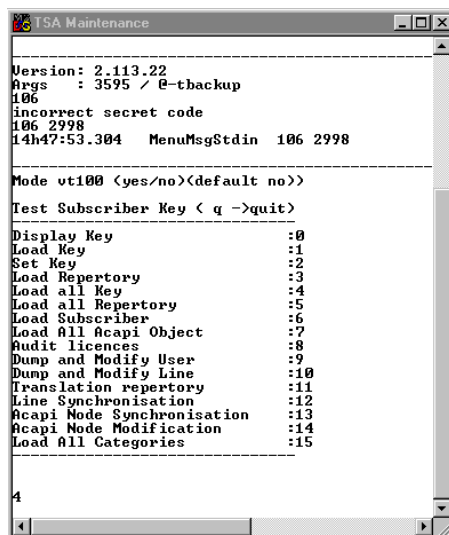 TSA Maintenance
Version: 2.113.22
Args   : 3595 / @-tbackup
106
incorrect secret code
106 2998
14h47:53.304   MenuMsgStdin  106 2998
Mode vt100 (yes/no)(default no))
Test Subscriber Key ( q ->quit)
Display Key :0
Load Key :1
Set Key :2
Load Repertory :3
Load all Key :4
Load all Repertory :5
Load Subscriber :6
Load All Acapi Object :7
Audit licences :8
Dump and Modify User :9
Dump and Modify Line :10
Translation repertory :11
Line Synchronisation :12
Acapi Node Synchronisation :13
Acapi Node Modification :14
Load All Categories :15
4